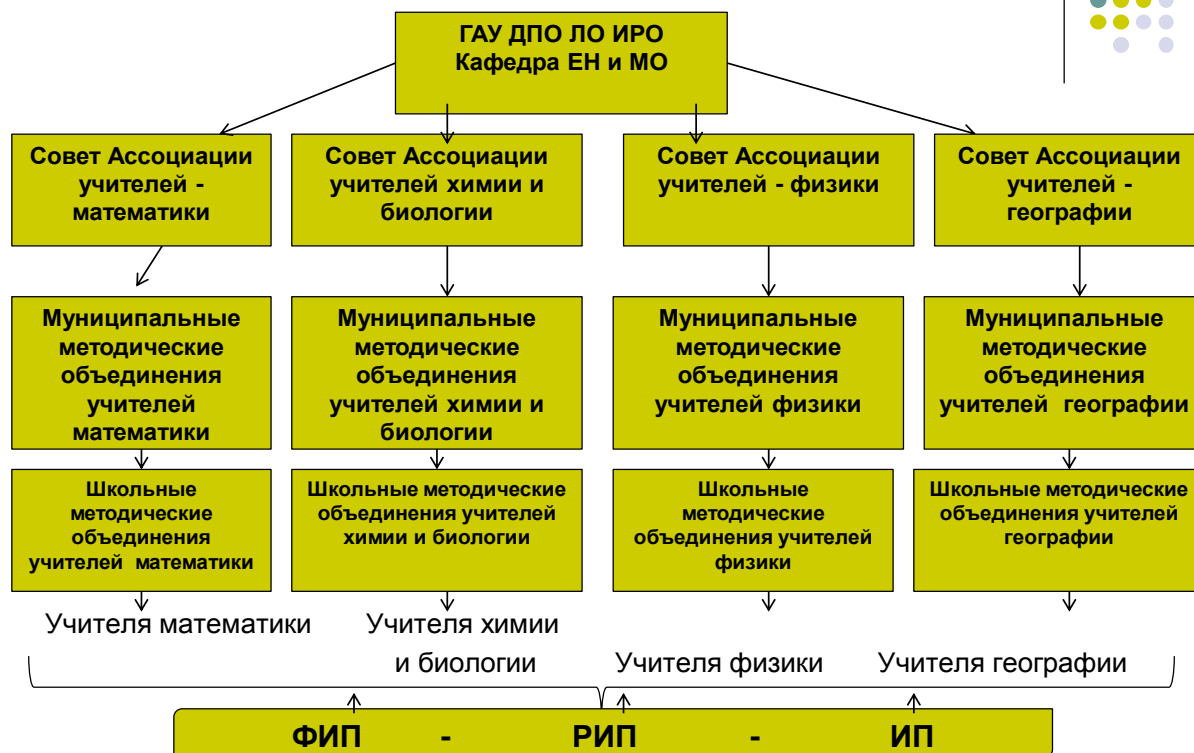 ГАУ ДПО ЛО ИРО
Кафедра ЕН и МО
Совет Ассоциации
учителей -
математики
Совет Ассоциации
учителей химии и
биологии
Совет Ассоциации
учителей - физики
Совет Ассоциации
учителей -
географии
Муниципальные
методические
объединения
учителей
математики
Муниципальные
методические
объединения
учителей химии и
биологии
Муниципальные
методические
объединения
учителей физики
Муниципальные
методические
объединения
учителей географии
Школьные
методические
объединения
учителей математики
Школьные методические
объединения учителей
химии и биологии
Школьные
методические
объединения учителей
физики
Школьные методические
объединения учителей
географии
Учителя математики
Учителя химии
и биологии
Учителя физики
Учителя географии
ФИП - РИП - ИП